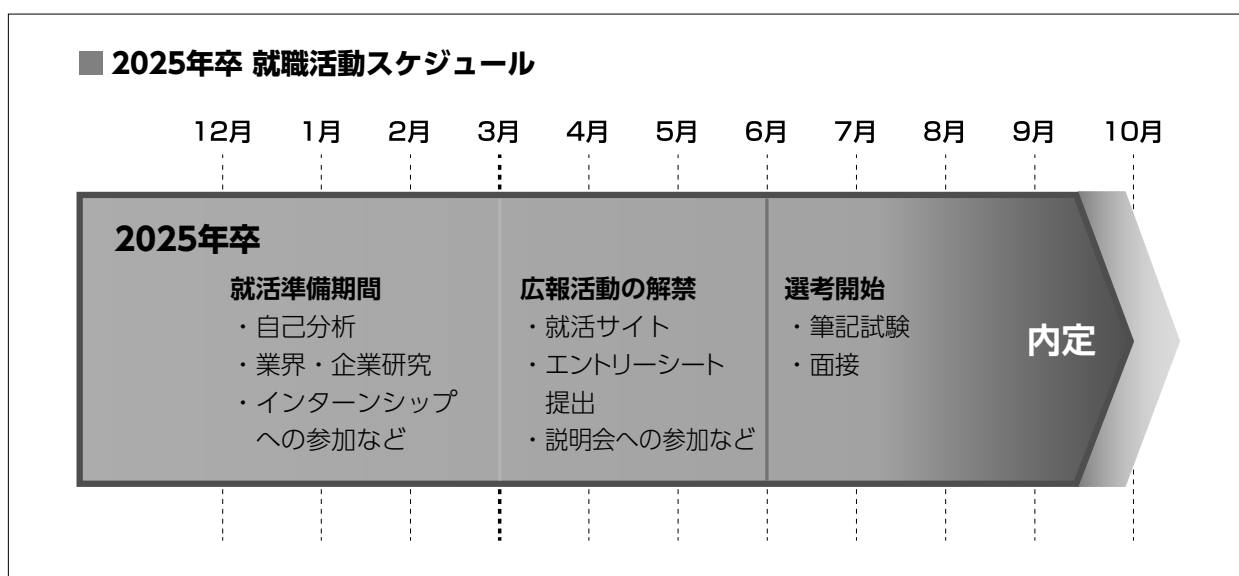 ■ 2025年卒 就職活動スケジュール
12月 1月 2月 3月 4月 5月 6月 7月 8月 9月 10月
2025年卒
就活準備期間
・自己分析
・業界・企業研究
・インターンシップ
への参加など
広報活動の解禁
・就活サイト
・エントリーシート
提出
・説明会への参加など
選考開始
・筆記試験
・面接
内定